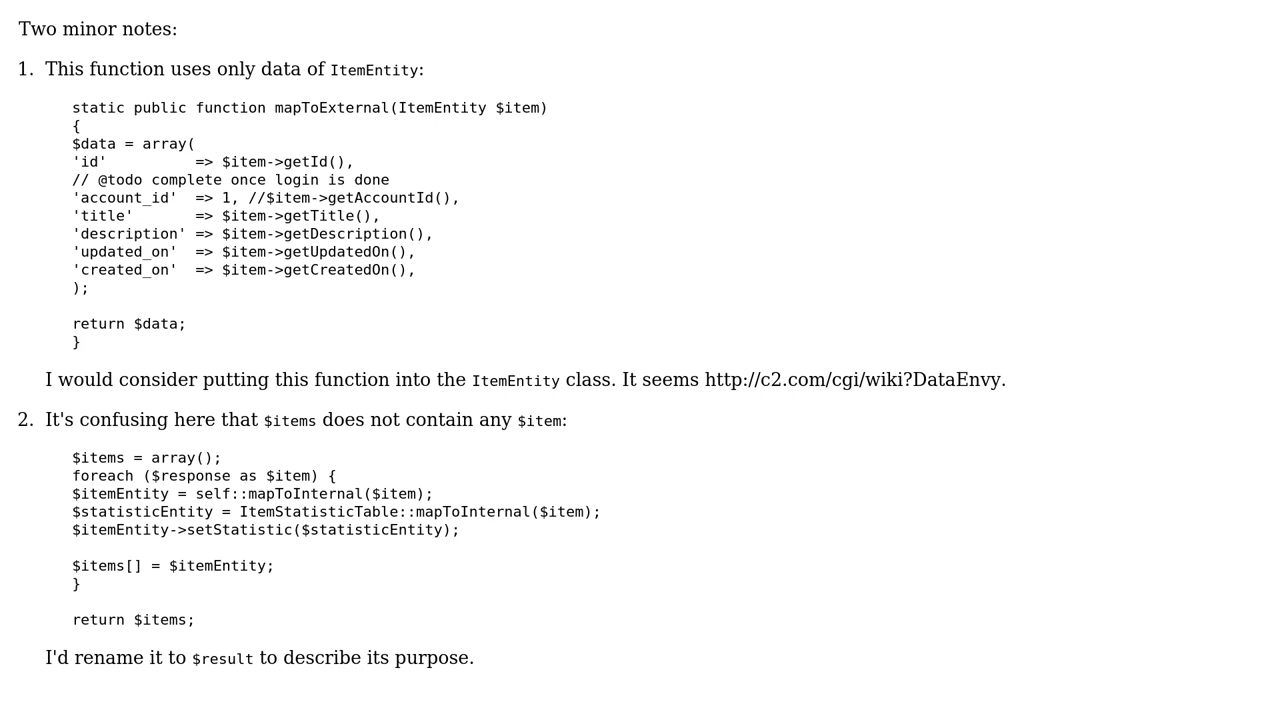 Two minor notes:
1. This function uses only data of ItemEntity:
static public function mapToExternal(ItemEntity $item)
{
$data = array(
'id'          => $item->getId(),
// @todo complete once login is done
'account_id'  => 1, //$item->getAccountId(),
'title'       => $item->getTitle(),
'description' => $item->getDescription(),
'updated_on'  => $item->getUpdatedOn(),
'created_on'  => $item->getCreatedOn(),
);
return $data;
}
I would consider putting this function into the ItemEntity class. It seems http://c2.com/cgi/wiki?DataEnvy.
2. It's confusing here that $items does not contain any $item:
$items = array();
foreach ($response as $item) {
$itemEntity = self::mapToInternal($item);
$statisticEntity = ItemStatisticTable::mapToInternal($item);
$itemEntity->setStatistic($statisticEntity);
$items[] = $itemEntity;
}
return $items;
I'd rename it to $result to describe its purpose.